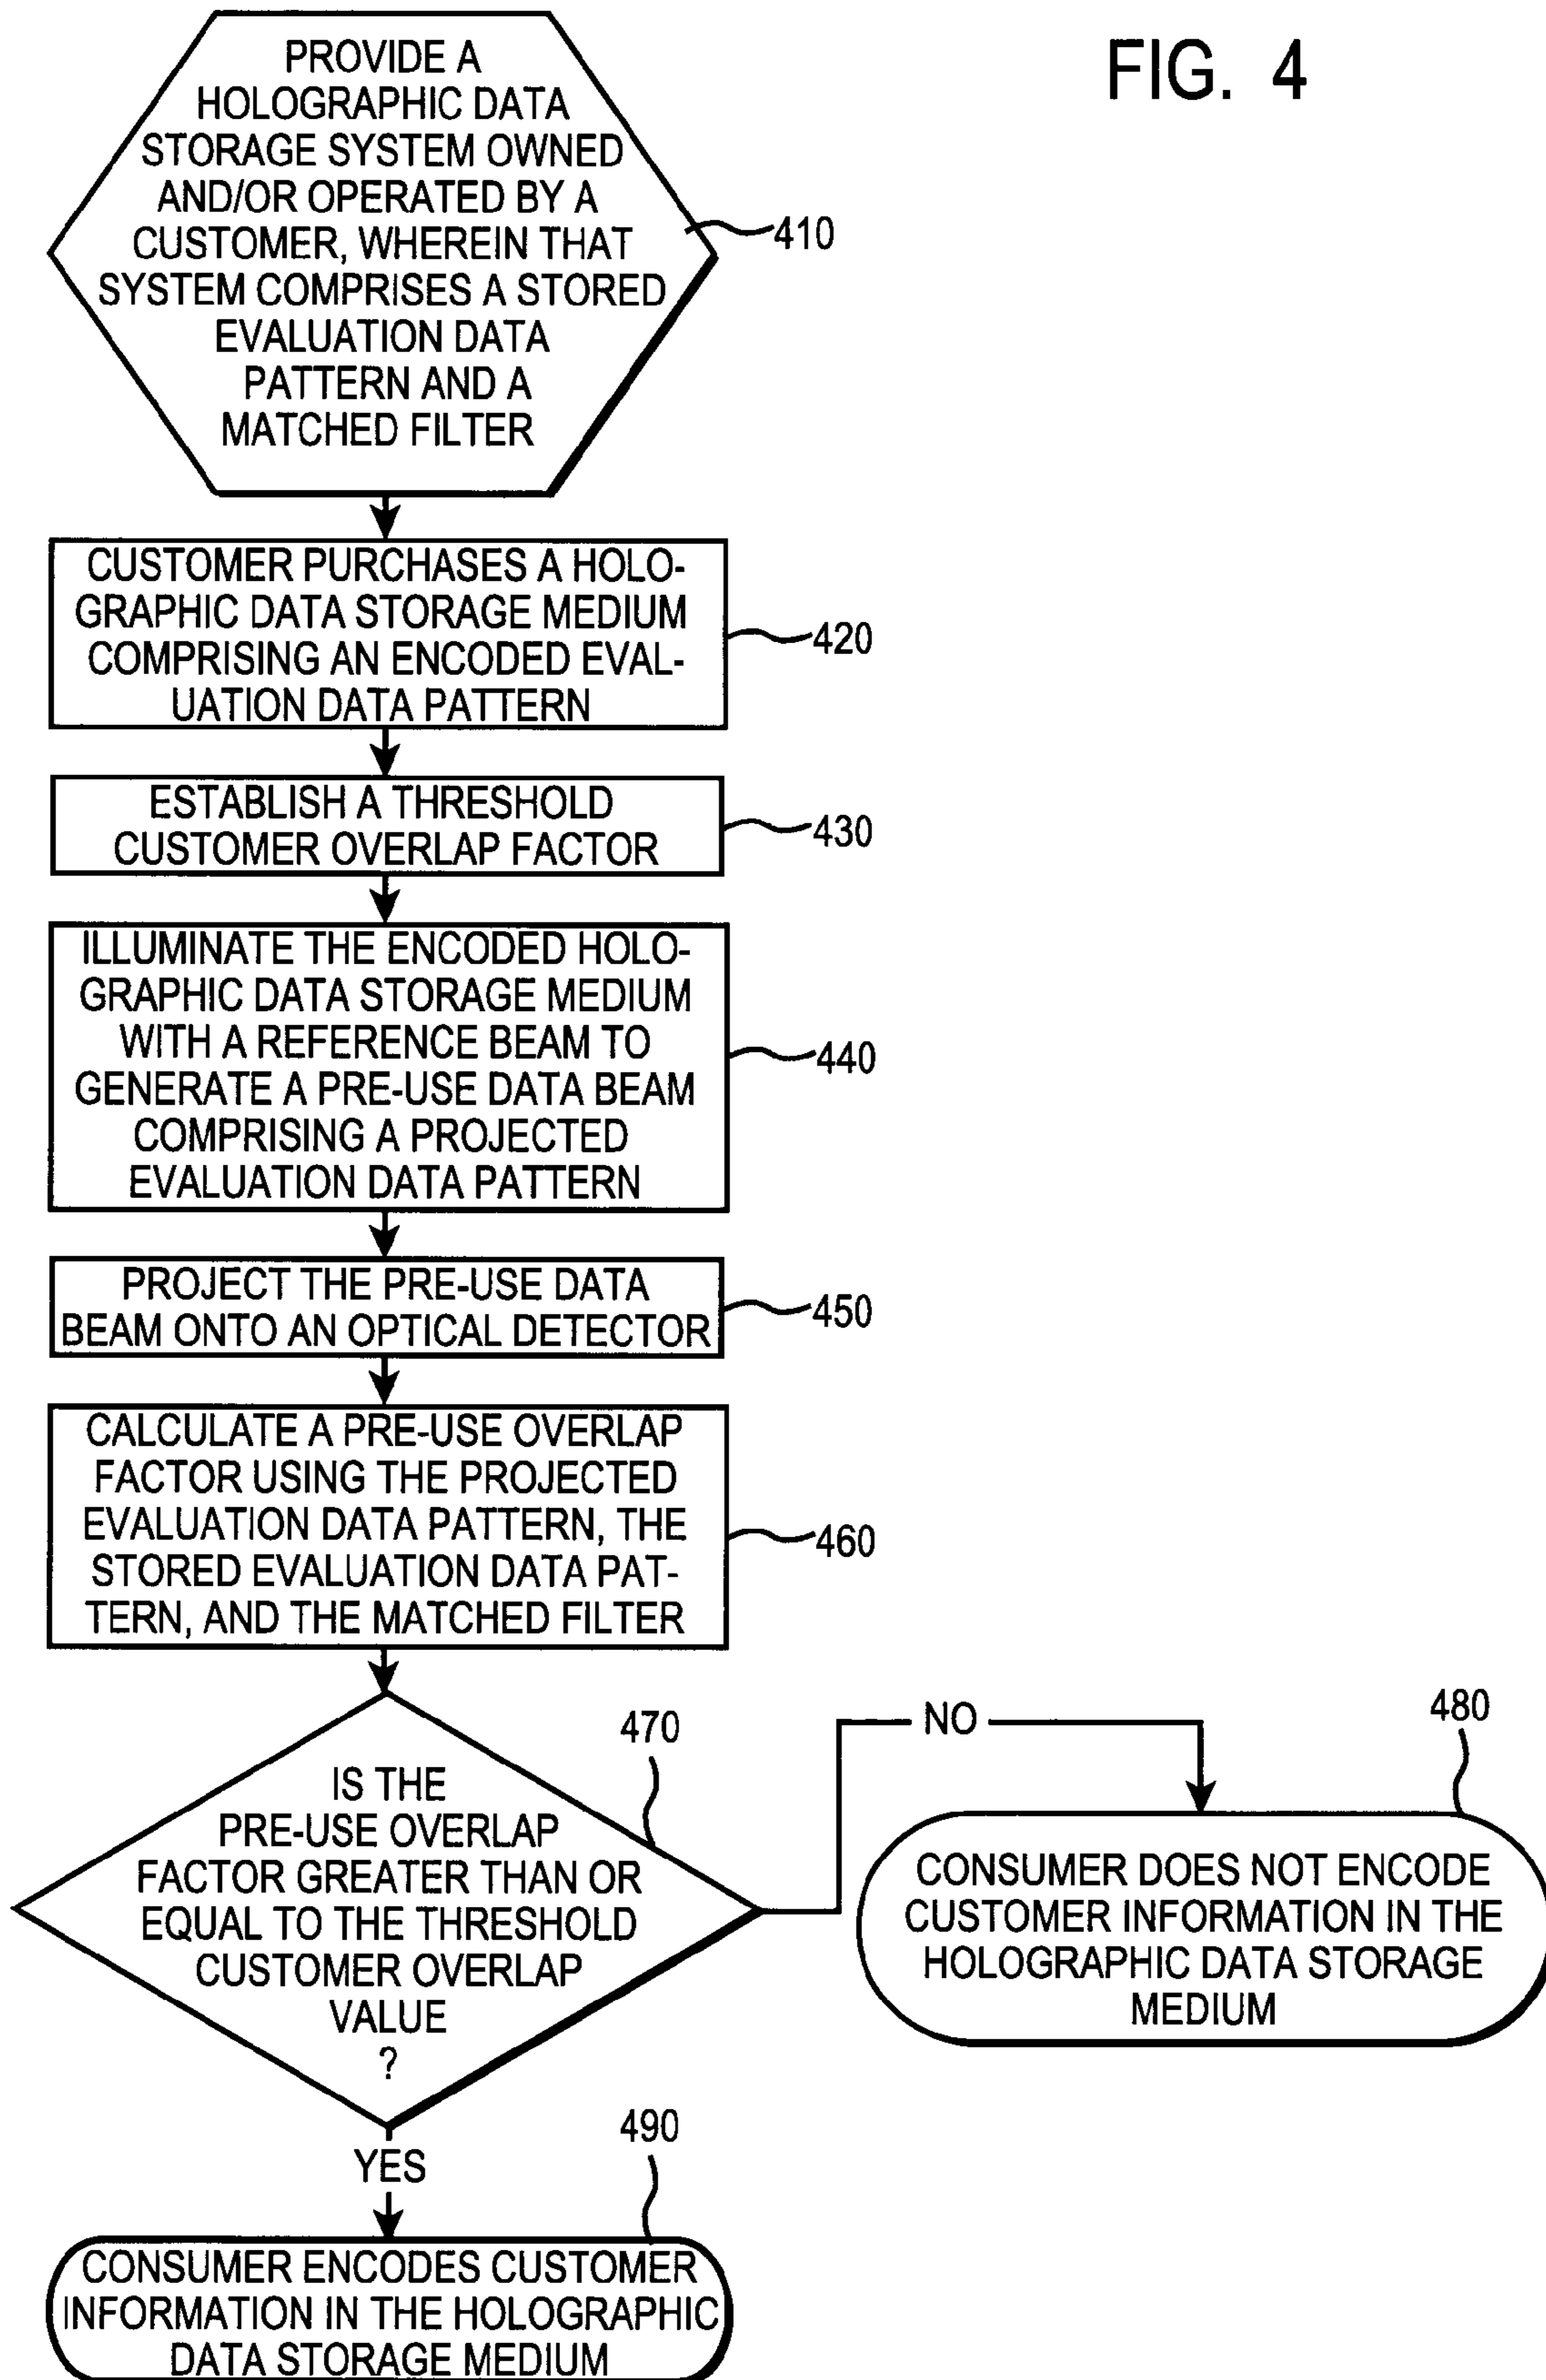 FIG. 4
PROVIDE A
HOLOGRAPHIC DATA
STORAGE SYSTEM OWNED
AND/OR OPERATED BY A
CUSTOMER, WHEREIN THAT
SYSTEM COMPRISES A STORED
EVALUATION DATA
PATTERN AND A
MATCHED FILTER
410
CUSTOMER PURCHASES A HOLO-
GRAPHIC DATA STORAGE MEDIUM
COMPRISING AN ENCODED EVAL-
UATION DATA PATTERN
420
ESTABLISH A THRESHOLD
CUSTOMER OVERLAP FACTOR
430
ILLUMINATE THE ENCODED HOLO-
GRAPHIC DATA STORAGE MEDIUM
WITH A REFERENCE BEAM TO
GENERATE A PRE-USE DATA BEAM
COMPRISING A PROJECTED
EVALUATION DATA PATTERN
440
PROJECT THE PRE-USE DATA
BEAM ONTO AN OPTICAL DETECTOR
450
CALCULATE A PRE-USE OVERLAP
FACTOR USING THE PROJECTED
EVALUATION DATA PATTERN, THE
STORED EVALUATION DATA PAT-
TERN, AND THE MATCHED FILTER
460
470
IS THE
PRE-USE OVERLAP
FACTOR GREATER THAN OR
EQUAL TO THE THRESHOLD
CUSTOMER OVERLAP
VALUE
?
NO
480
CONSUMER DOES NOT ENCODE
CUSTOMER INFORMATION IN THE
HOLOGRAPHIC DATA STORAGE
MEDIUM
YES
490
CONSUMER ENCODES CUSTOMER
INFORMATION IN THE HOLOGRAPHIC
DATA STORAGE MEDIUM